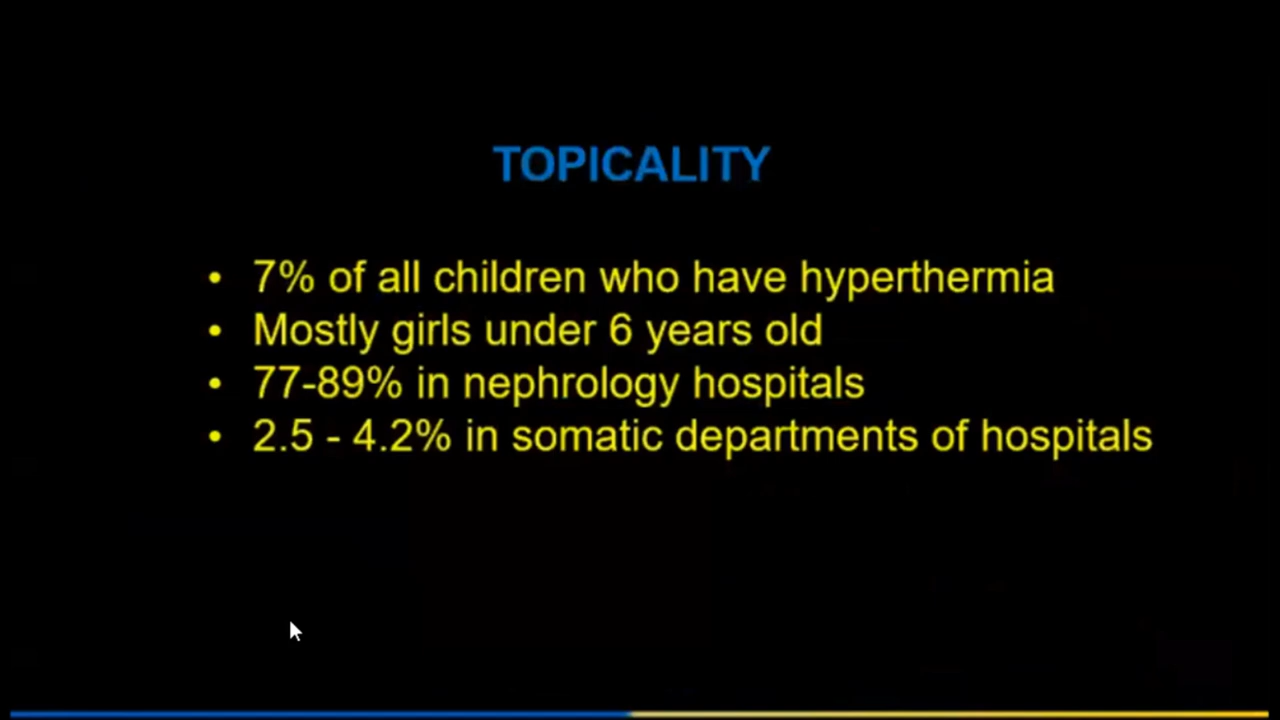 TOPICALITY
• 7% of all children who have hyperthermia
• Mostly girls under 6 years old
• 77-89% in nephrology hospitals
• 2.5 - 4.2% in somatic departments of hospitals